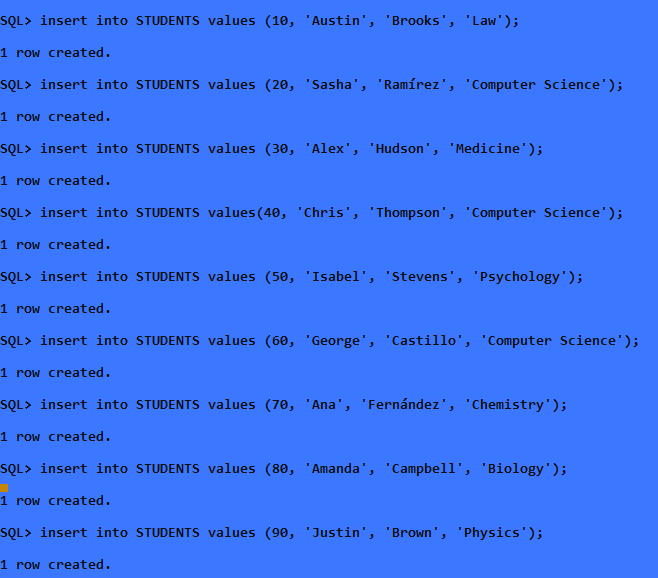 SQL> insert into STUDENTS values (10, 'Austin', 'Brooks', 'Law');
1 row created.
SQL> insert into STUDENTS values (20, 'Sasha', 'Ramírez', 'Computer Science');
1 row created.
SQL> insert into STUDENTS values (30, 'Alex', 'Hudson', 'Medicine');
1 row created.
SQL> insert into STUDENTS values(40, 'Chris', 'Thompson', 'Computer Science');
1 row created.
SQL> insert into STUDENTS values (50, 'Isabel', 'Stevens', 'Psychology');
1 row created.
SQL> insert into STUDENTS values (60, 'George', 'Castillo', 'Computer Science');
1 row created.
SQL> insert into STUDENTS values (70, 'Ana', 'Fernández', 'Chemistry');
1 row created.
SQL> insert into STUDENTS values (80, 'Amanda', 'Campbell', 'Biology');
1 row created.
SQL> insert into STUDENTS values (90, 'Justin', 'Brown', 'Physics');
1 row created.